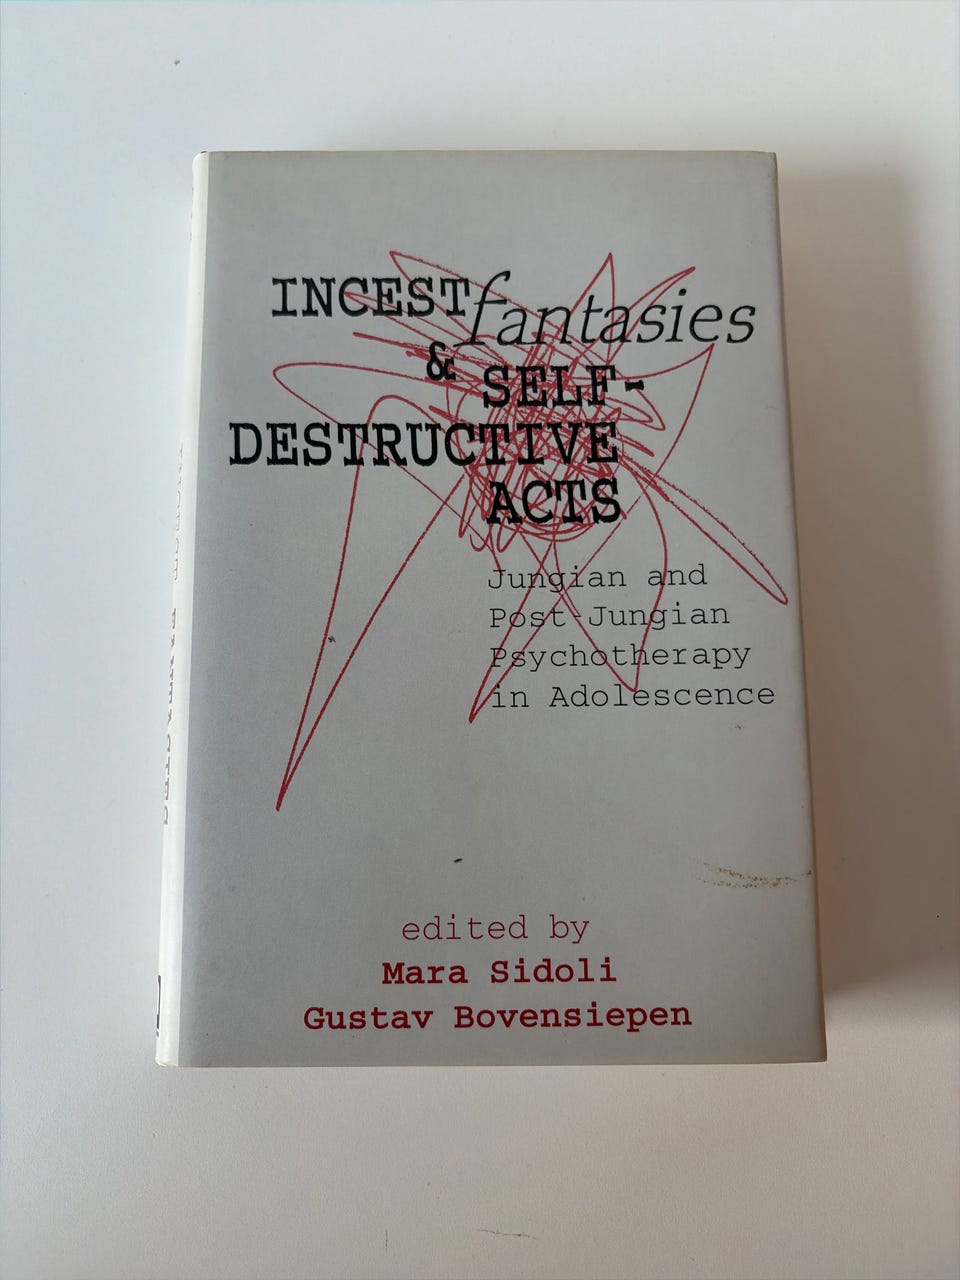 INCEST fantasies
& SELF-
DESTRUCTIVE
ACTS
Jungian and
Post-Jungian
Psychotherapy
in Adolescence
edited by
Mara Sidoli
Gustav Bovensiepen